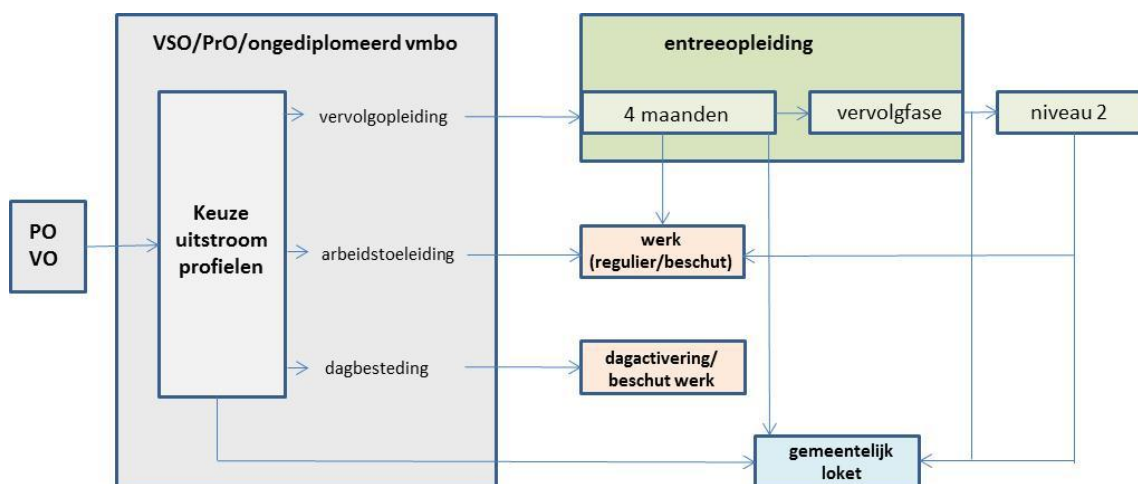 VSO/PrO/ongediplomeerd vmbo
entreeopleiding
vervolgopleiding
4 maanden
vervolgfase
niveau 2
PO
VO
Keuze
uitstroom
profielen
arbeidstoeleiding
werk
(regulier/beschut)
dagbesteding
dagactivering/
beschut werk
gemeentelijk
loket